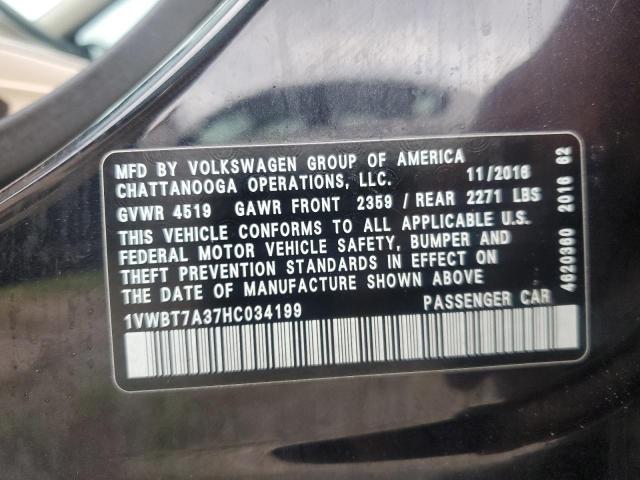 MFD BY VOLKSWAGEN GROUP OF AMERICA
CHATTANOOGA OPERATIONS, LLC. 11/2016
GVWR 4519 GAWR FRONT 2359 / REAR 2271 LBS
THIS VEHICLE CONFORMS TO ALL APPLICABLE U.S.
FEDERAL MOTOR VEHICLE SAFETY, BUMPER AND
THEFT PREVENTION STANDARDS IN EFFECT ON
THE DATE OF MANUFACTURE SHOWN ABOVE
1VWBT7A37HC034199 PASSENGER CAR
4620360 2016 62